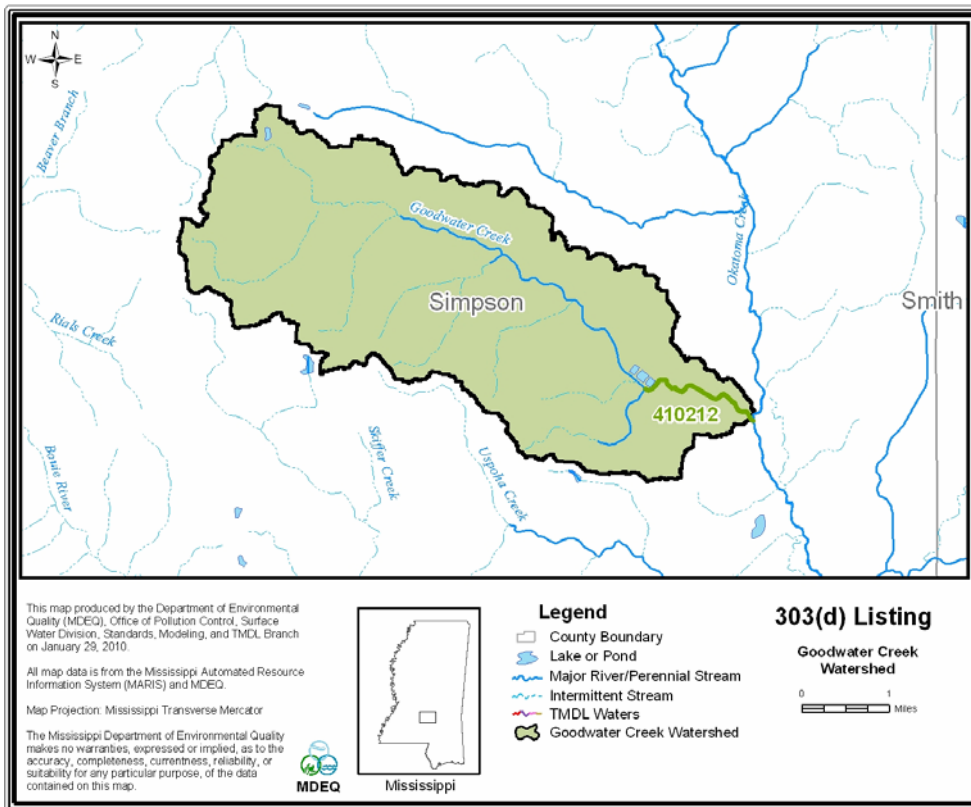 N
W E
S
Beaver Branch
Goodwater Creek
Okatoma Creek
Simpson
Smith
Rials Creek
410212
Skiffer Creek
Uspoha Creek
Bouie River
This map produced by the Department of Environmental
Quality (MDEQ), Office of Pollution Control, Surface
Water Division, Standards, Modeling, and TMDL Branch
on January 29, 2010.
All map data is from the Mississippi Automated Resource
Information System (MARIS) and MDEQ.
Map Projection: Mississippi Transverse Mercator
The Mississippi Department of Environmental Quality
makes no warranties, expressed or implied, as to the
accuracy, completeness, currentness, reliability, or
suitability for any particular purpose, of the data
contained on this map.
MDEQ
Mississippi
Legend
County Boundary
Lake or Pond
Major River/Perennial Stream
Intermittent Stream
TMDL Waters
Goodwater Creek Watershed
303(d) Listing
Goodwater Creek
Watershed
0 1
Miles